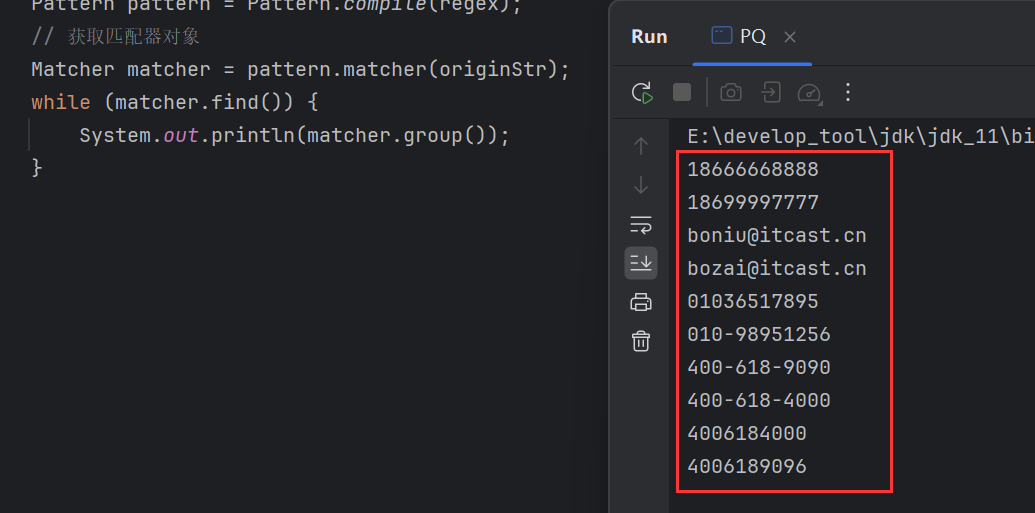 Pattern pattern = Pattern.compile(regex);
// 获取匹配器对象
Matcher matcher = pattern.matcher(originStr);
while (matcher.find()) {
    System.out.println(matcher.group());
}
Run
PQ
E:\develop_tool\jdk\jdk_11\bi
18666668888
18699997777
boniu@itcast.cn
bozai@itcast.cn
01036517895
010-98951256
400-618-9090
400-618-4000
4006184000
4006189096